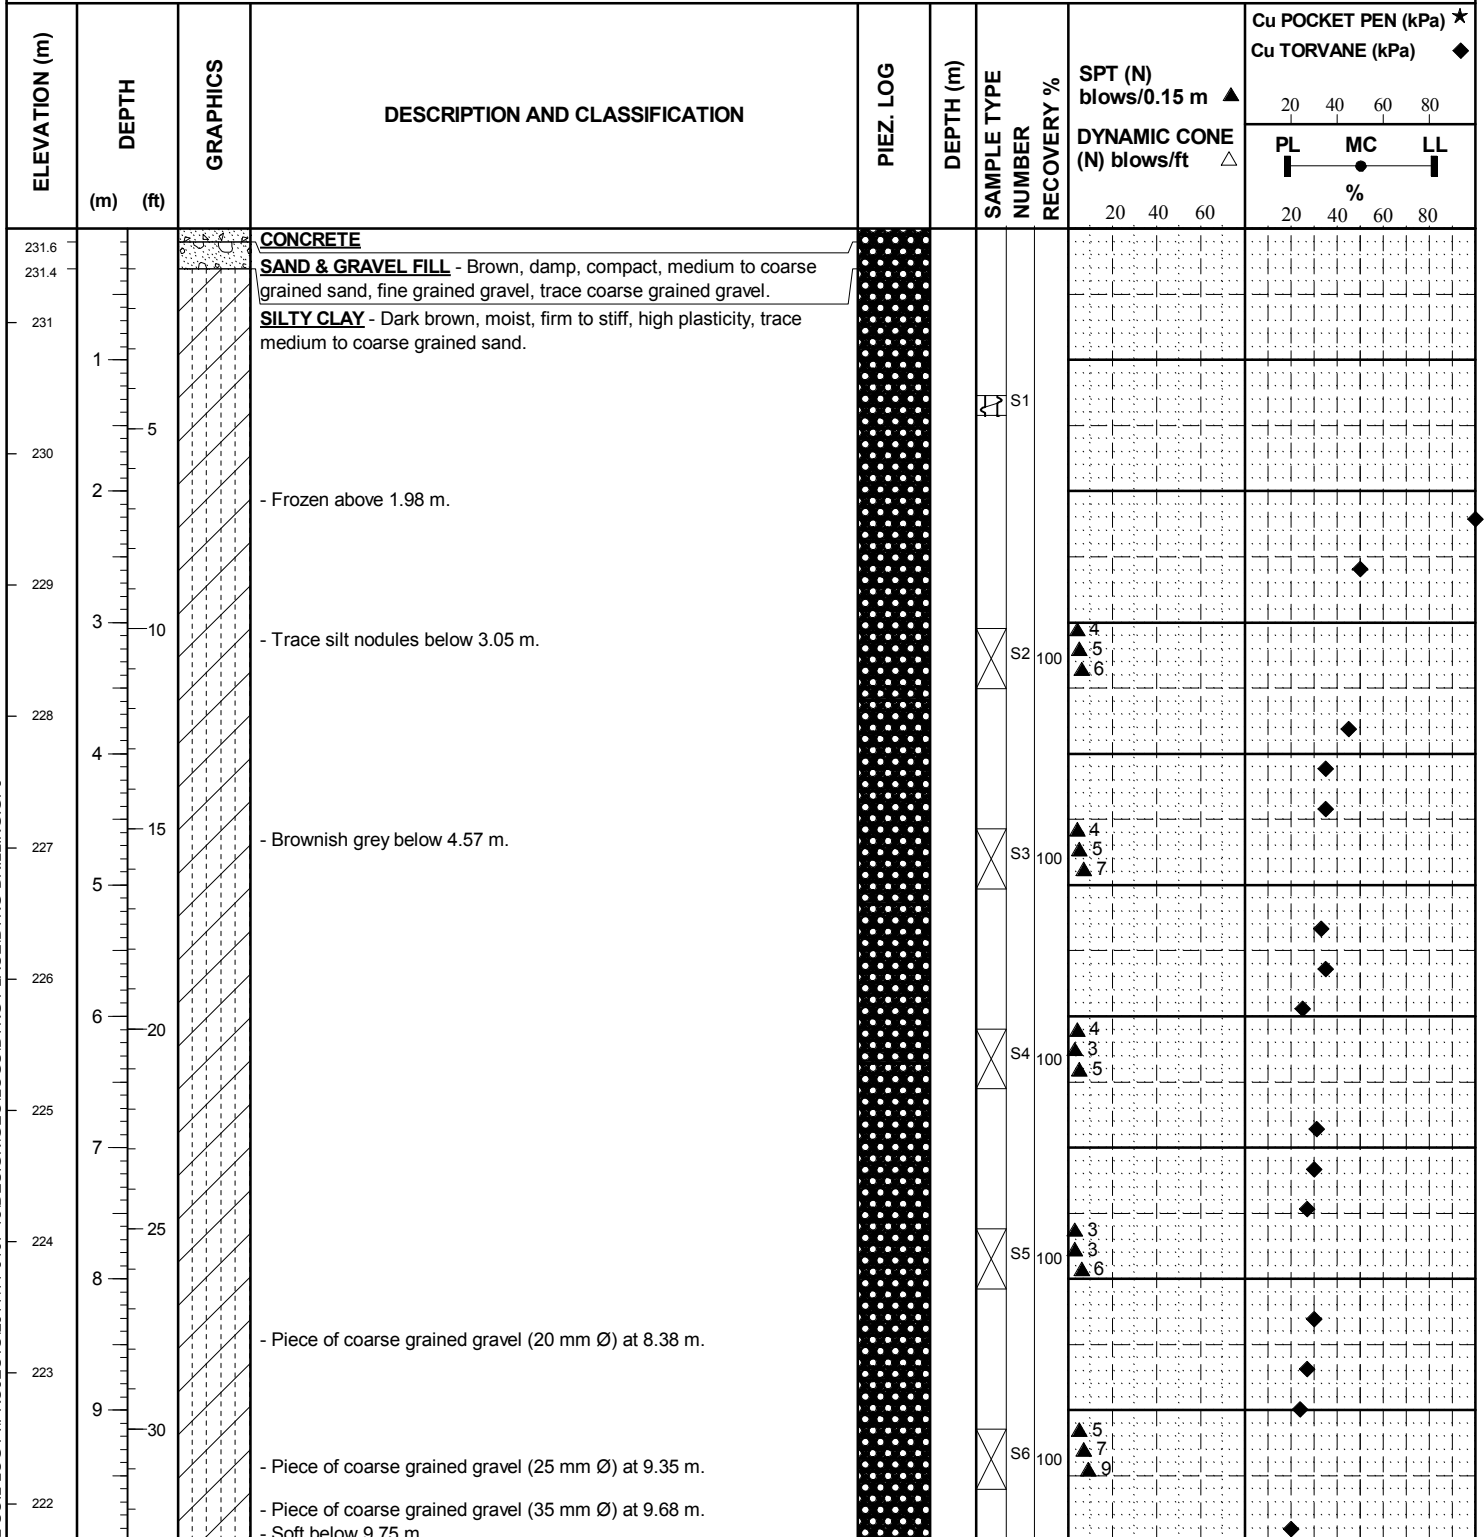 ELEVATION (m)
DEPTH
(m) (ft)
GRAPHICS
DESCRIPTION AND CLASSIFICATION
PIEZ. LOG
DEPTH (m)
SAMPLE TYPE
NUMBER
RECOVERY %
SPT (N)
blows/0.15 m ▲
DYNAMIC CONE
(N) blows/ft △
20 40 60
Cu POCKET PEN (kPa) ★
Cu TORVANE (kPa) ◆
20 40 60 80
PL MC LL
%
20 40 60 80
231.6
CONCRETE
231.4
SAND & GRAVEL FILL - Brown, damp, compact, medium to coarse
grained sand, fine grained gravel, trace coarse grained gravel.
231
SILTY CLAY - Dark brown, moist, firm to stiff, high plasticity, trace
medium to coarse grained sand.
1
S1
5
230
2
- Frozen above 1.98 m.
229
3
10
4
- Trace silt nodules below 3.05 m.
S2 100
5
6
228
4
15
4
- Brownish grey below 4.57 m.
227
S3 100
5
7
5
226
6
20
4
S4 100
3
5
225
7
25
3
224
S5 100
3
6
8
- Piece of coarse grained gravel (20 mm Ø) at 8.38 m.
223
9
30
5
S6 100
7
9
- Piece of coarse grained gravel (25 mm Ø) at 9.35 m.
222
- Piece of coarse grained gravel (35 mm Ø) at 9.68 m.
- Soft below 9.75 m